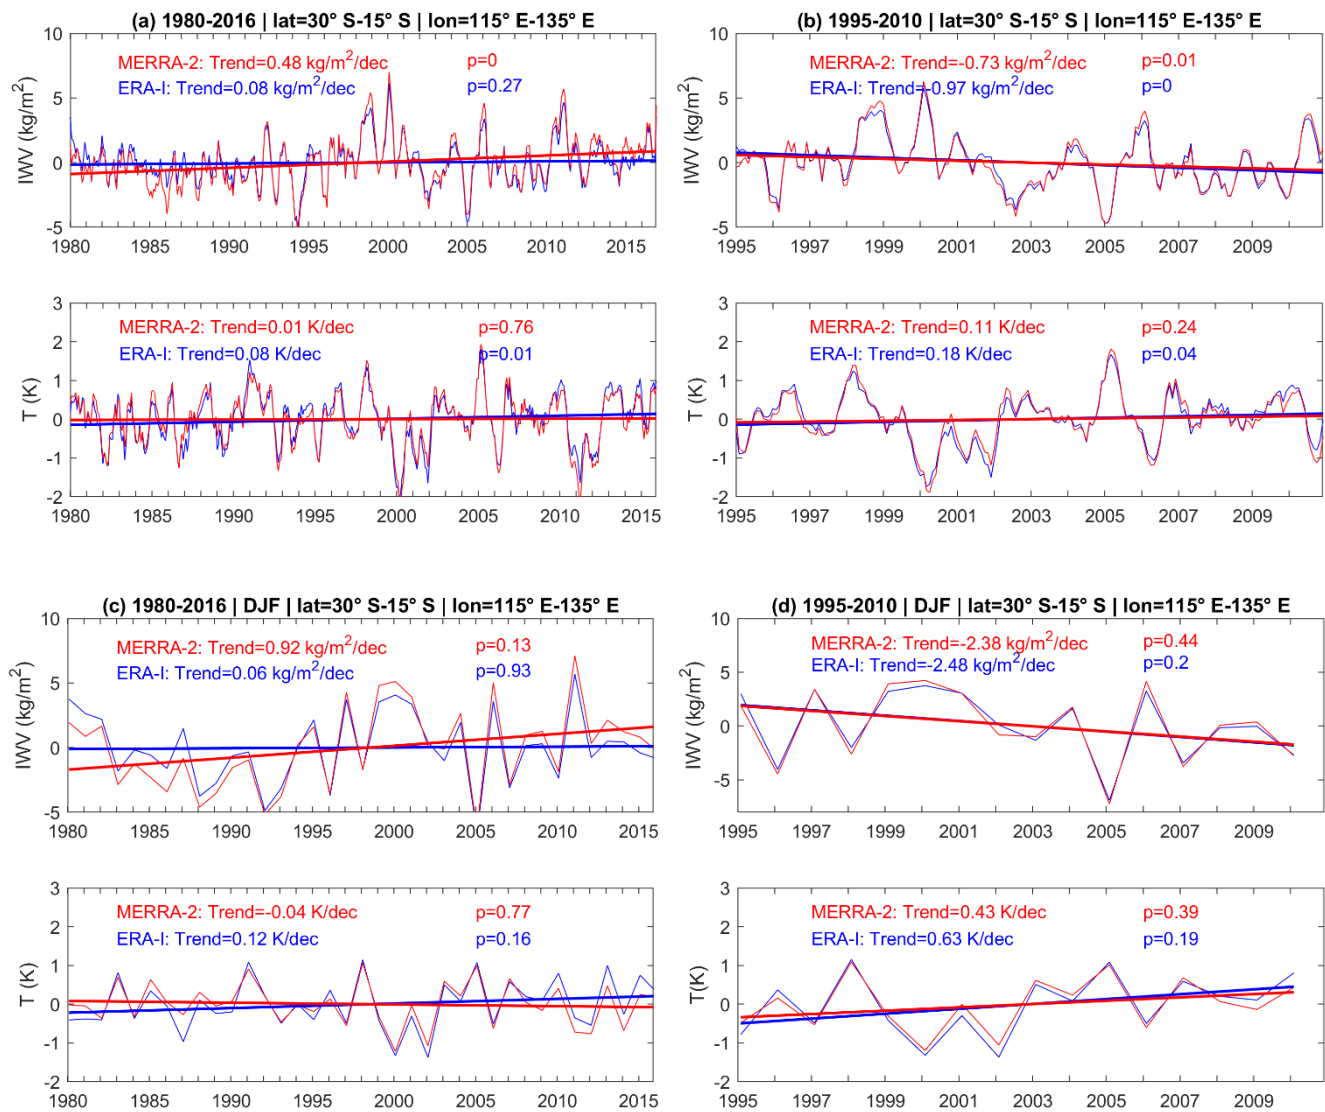 (a) 1980-2016 | lat=30° S-15° S | lon=115° E-135° E
10
5
0
-5
IWV (kg/m²)
MERRA-2: Trend=0.48 kg/m²/dec p=0
ERA-I: Trend=0.08 kg/m²/dec p=0.27
1980 1985 1990 1995 2000 2005 2010 2015
3
2
1
0
-1
-2
T (K)
MERRA-2: Trend=0.01 K/dec p=0.76
ERA-I: Trend=0.08 K/dec p=0.01
1980 1985 1990 1995 2000 2005 2010 2015
(b) 1995-2010 | lat=30° S-15° S | lon=115° E-135° E
10
5
0
-5
IWV (kg/m²)
MERRA-2: Trend=-0.73 kg/m²/dec p=0.01
ERA-I: Trend=-0.97 kg/m²/dec p=0
1995 1997 1999 2001 2003 2005 2007 2009
3
2
1
0
-1
-2
T (K)
MERRA-2: Trend=0.11 K/dec p=0.24
ERA-I: Trend=0.18 K/dec p=0.04
1995 1997 1999 2001 2003 2005 2007 2009
(c) 1980-2016 | DJF | lat=30° S-15° S | lon=115° E-135° E
10
5
0
-5
IWV (kg/m²)
MERRA-2: Trend=0.92 kg/m²/dec p=0.13
ERA-I: Trend=0.06 kg/m²/dec p=0.93
1980 1985 1990 1995 2000 2005 2010 2015
3
2
1
0
-1
-2
T (K)
MERRA-2: Trend=-0.04 K/dec p=0.77
ERA-I: Trend=0.12 K/dec p=0.16
1980 1985 1990 1995 2000 2005 2010 2015
(d) 1995-2010 | DJF | lat=30° S-15° S | lon=115° E-135° E
10
5
0
-5
IWV (kg/m²)
MERRA-2: Trend=-2.38 kg/m²/dec p=0.44
ERA-I: Trend=-2.48 kg/m²/dec p=0.2
1995 1997 1999 2001 2003 2005 2007 2009
3
2
1
0
-1
-2
T(K)
MERRA-2: Trend=0.43 K/dec p=0.39
ERA-I: Trend=0.63 K/dec p=0.19
1995 1997 1999 2001 2003 2005 2007 2009